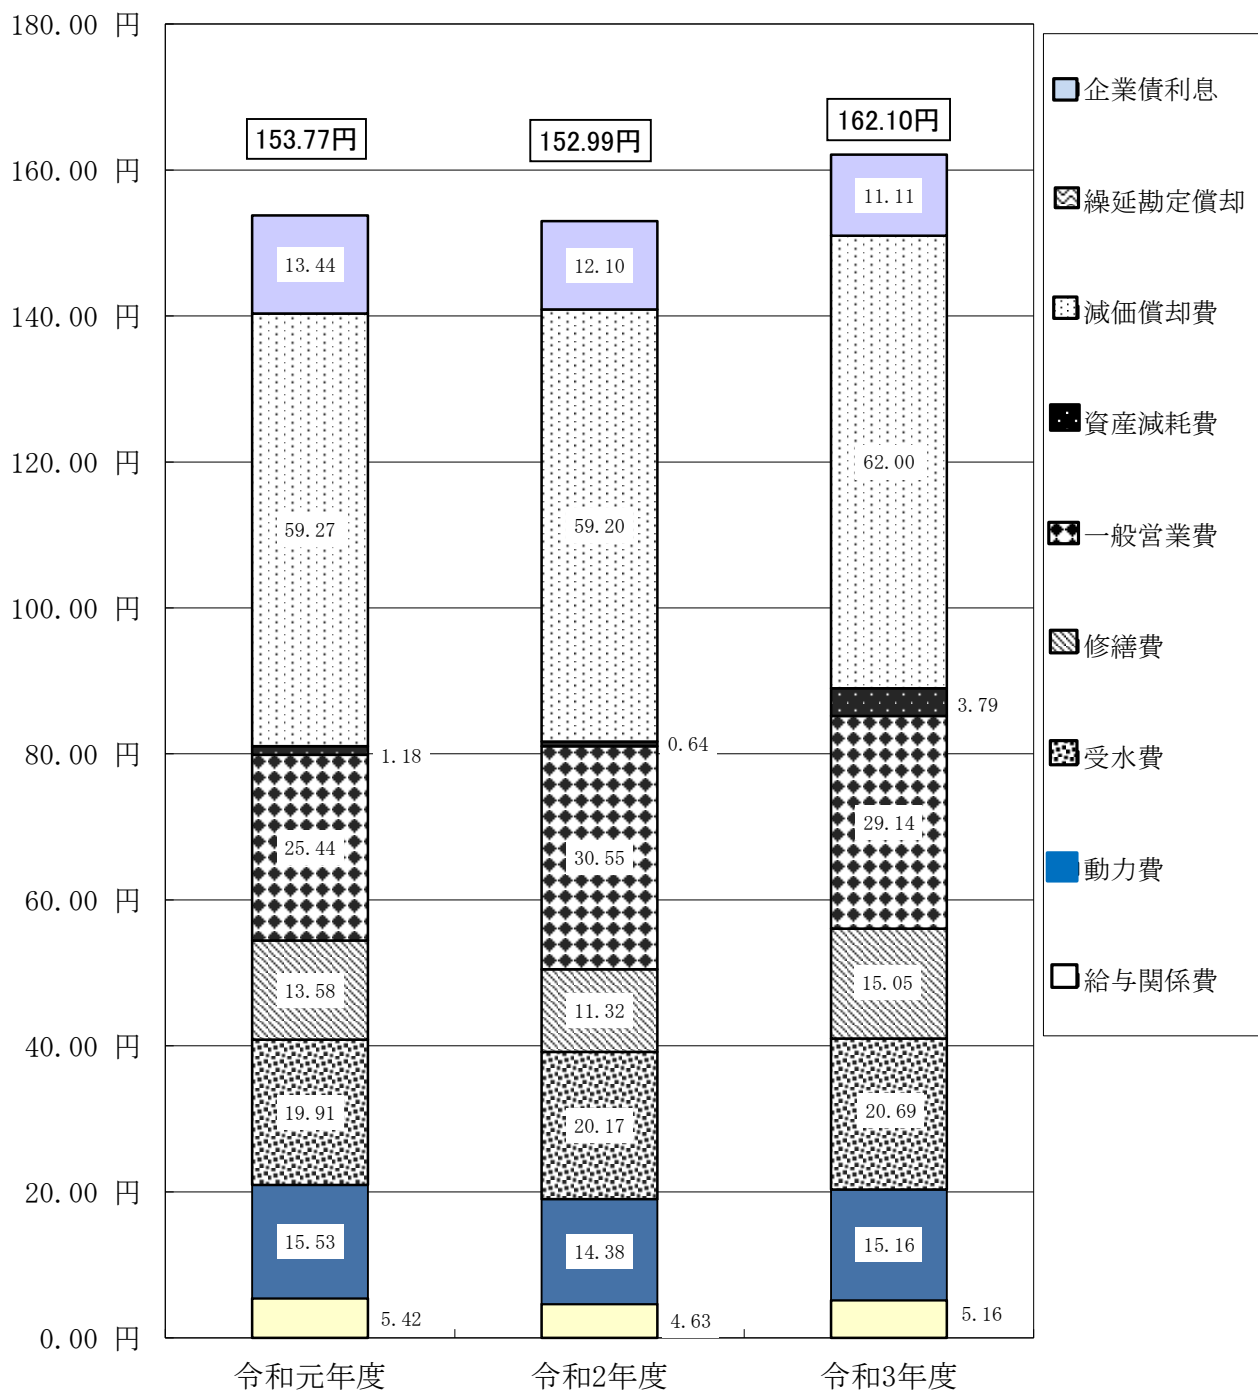 180.00 円
160.00 円
140.00 円
120.00 円
100.00 円
80.00 円
60.00 円
40.00 円
20.00 円
0.00 円
153.77円
13.44
59.27
1.18
25.44
13.58
19.91
15.53
5.42
令和元年度
152.99円
12.10
59.20
0.64
30.55
11.32
20.17
14.38
4.63
令和2年度
162.10円
11.11
62.00
3.79
29.14
15.05
20.69
15.16
5.16
令和3年度
企業債利息
繰延勘定償却
減価償却費
資産減耗費
一般営業費
修繕費
受水費
動力費
給与関係費